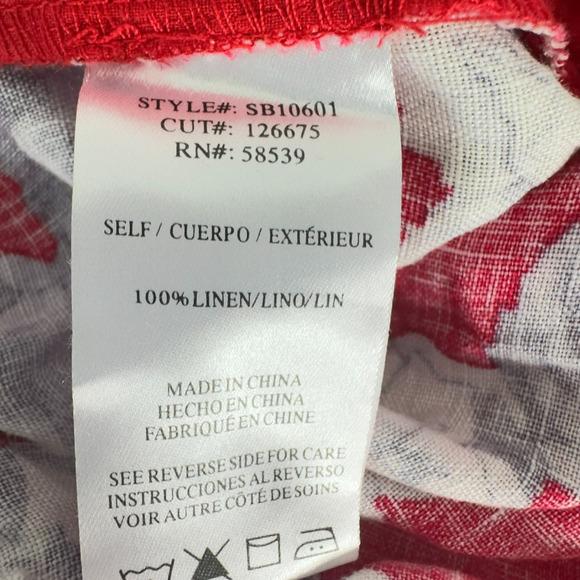 STYLE#: SB10601
CUT#: 126675
RN#: 58539
SELF / CUERPO / EXTÉRIEUR
100% LINEN/LINO/LIN
MADE IN CHINA
HECHO EN CHINA
FABRIQUÉ EN CHINE
SEE REVERSE SIDE FOR CARE
INSTRUCCIONES AL REVERSO
VOIR AUTRE CÔTÉ DE SOINS